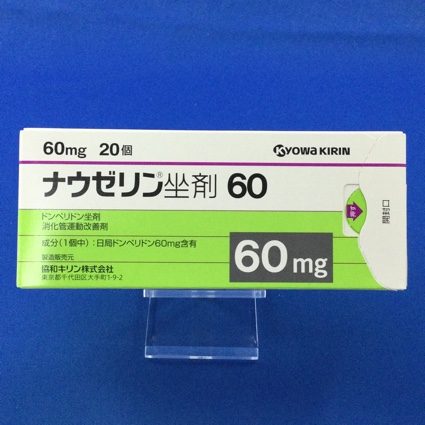 60mg 20個
KYOWA KIRIN
ナウゼリン®坐剤 60
ドンペリドン坐剤
消化管運動改善剤
成分(1個中):日局ドンペリドン60mg含有
60mg
製造販売元
協和キリン株式会社
東京都千代田区大手町1-9-2
押す
開封口